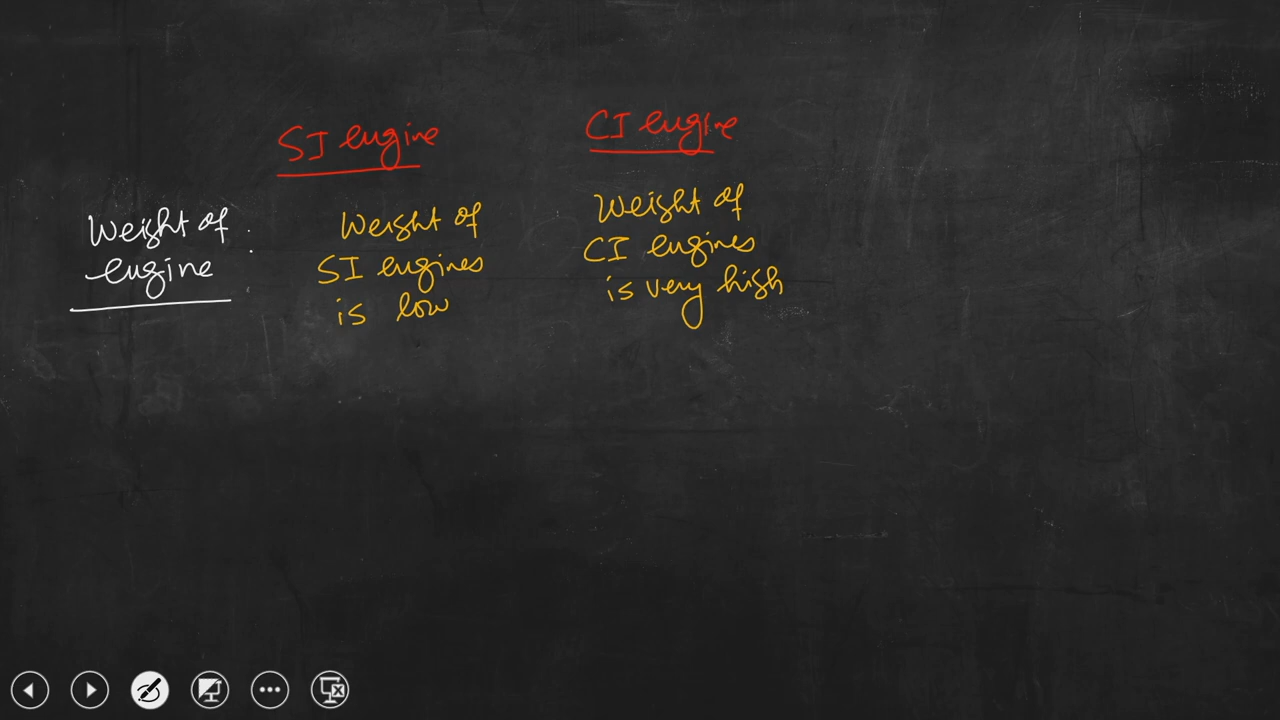 SI engine
CI engine
Weight of :
engine
Weight of
SI engines
is low
Weight of
CI engines
is very high